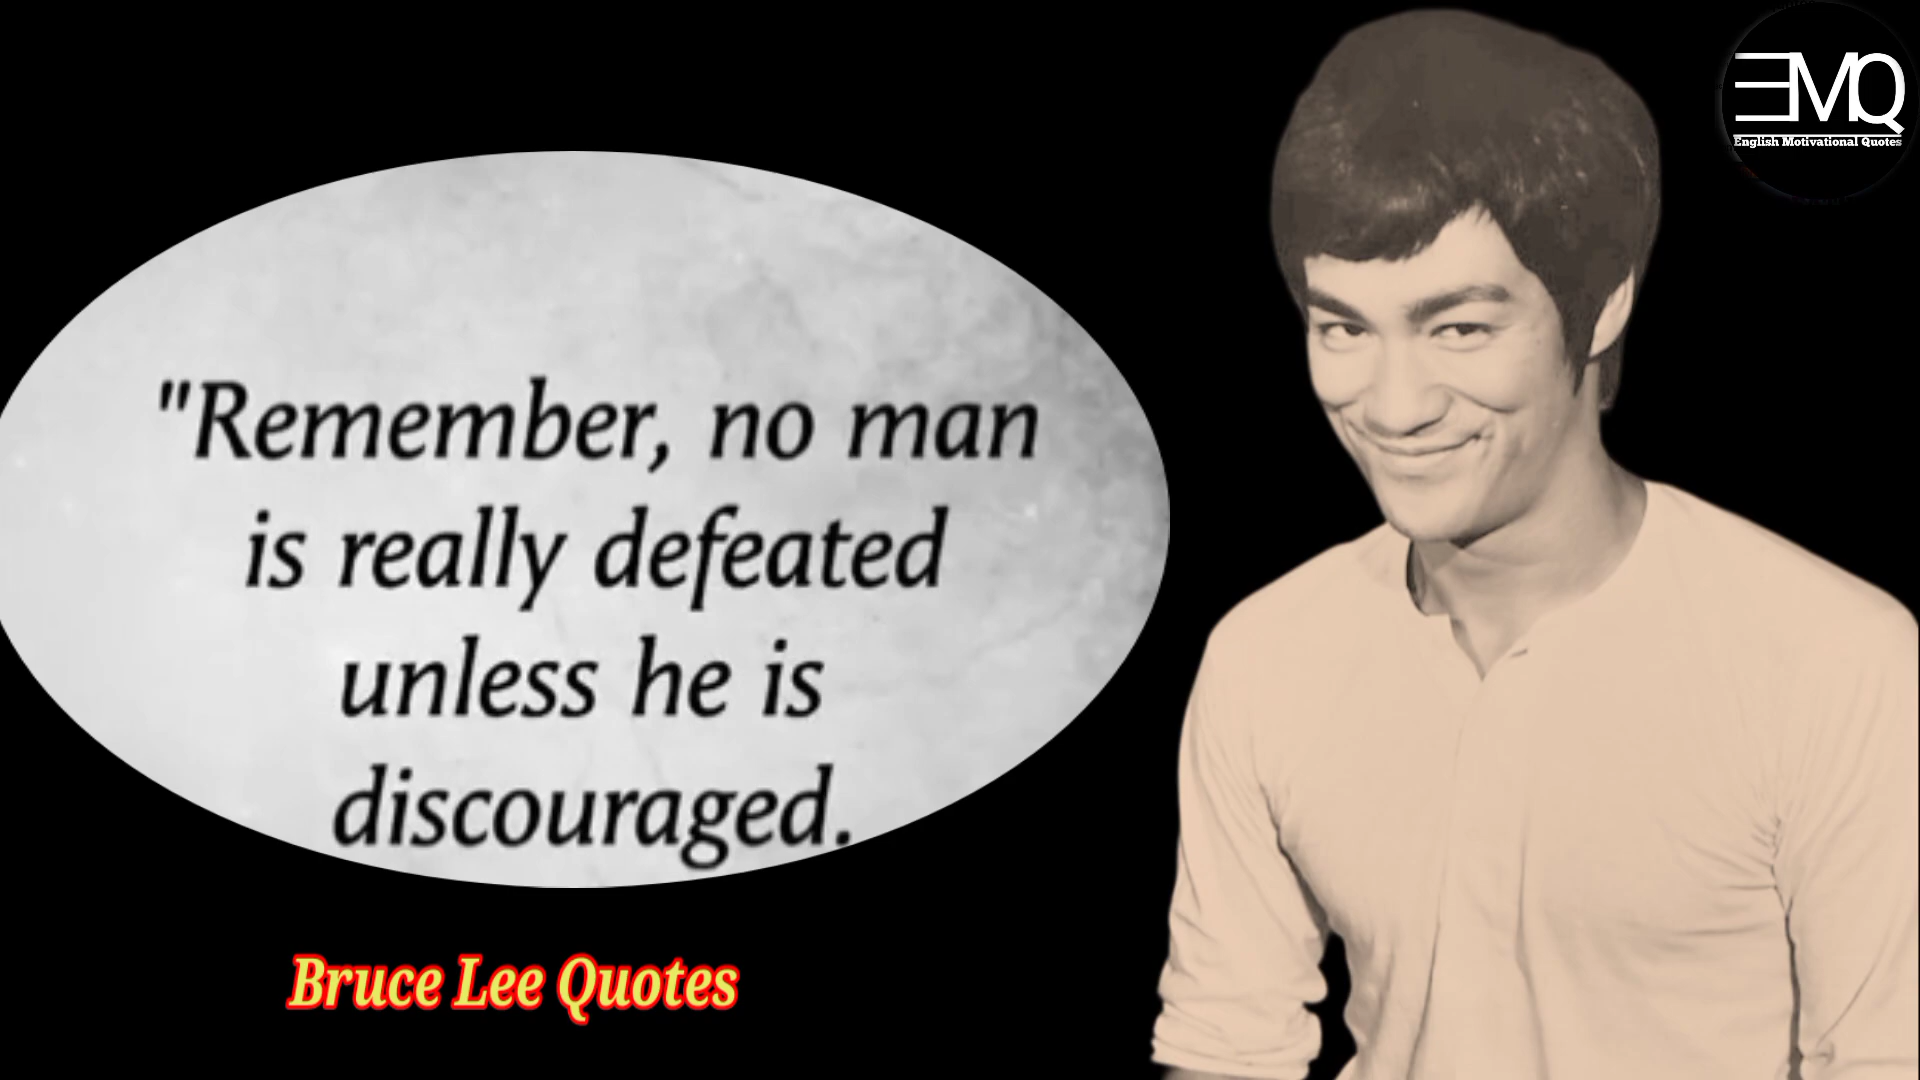 EMQ
English Motivational Quotes
"Remember, no man
is really defeated
unless he is
discouraged.
Bruce Lee Quotes